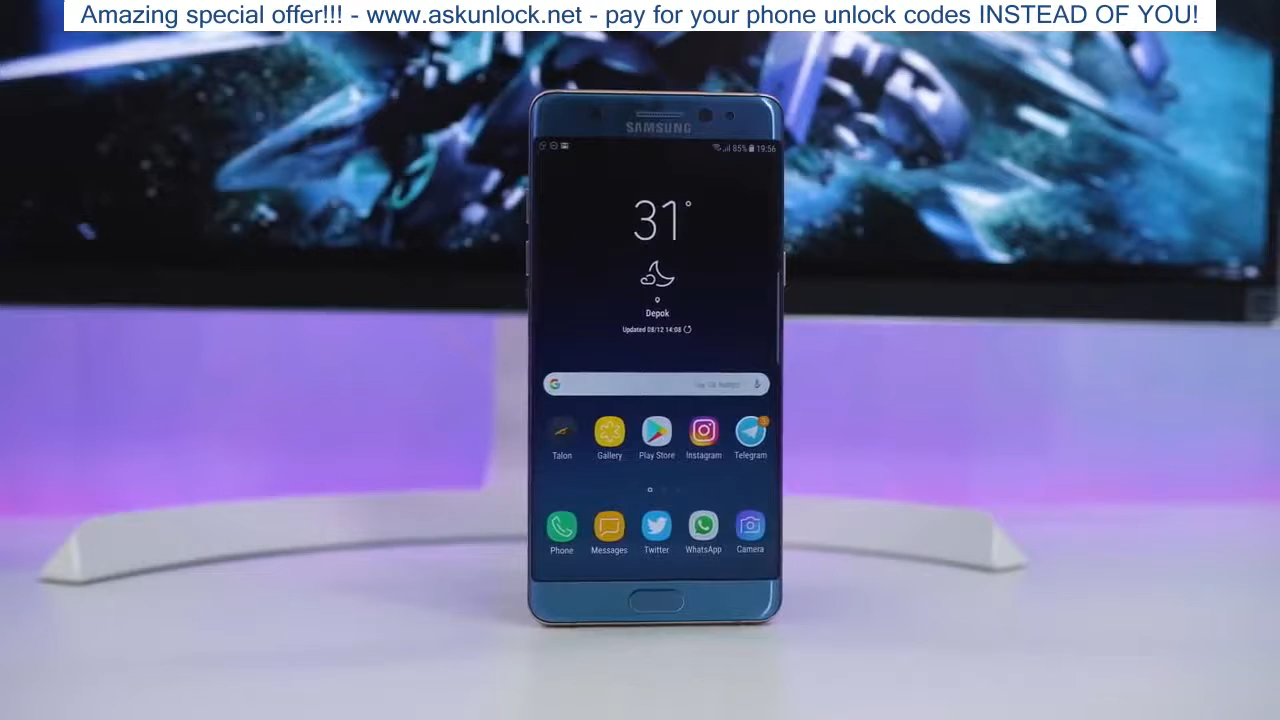 Amazing special offer!!! - www.askunlock.net - pay for your phone unlock codes INSTEAD OF YOU!
SAMSUNG
85% 19:56
31°
Depok
Updated 08/12 14:08
G
Talon Gallery Play Store Instagram Telegram
Phone Messages Twitter WhatsApp Camera